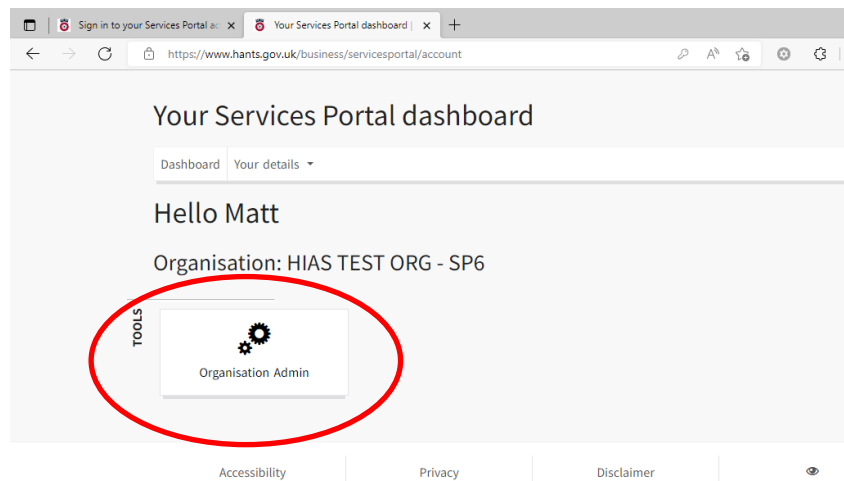 Sign in to your Services Portal ac
Your Services Portal dashboard |
https://www.hants.gov.uk/business/servicesportal/account
Your Services Portal dashboard
Dashboard Your details
Hello Matt
Organisation: HIAS TEST ORG - SP6
TOOLS
Organisation Admin
Accessibility Privacy Disclaimer